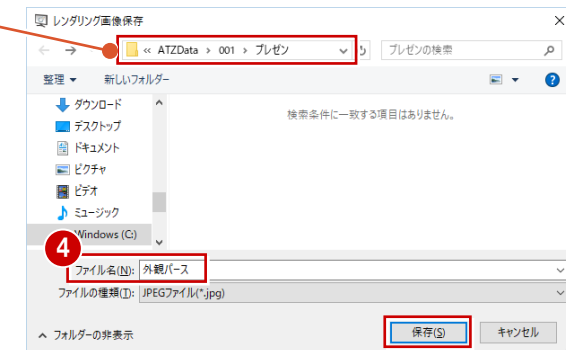 レンダリング画像保存
« ATZData › 001 › プレゼン
プレゼンの検索
整理 新しいフォルダー
ダウンロード
デスクトップ
ドキュメント
ピクチャ
ビデオ
ミュージック
Windows (C:)
検索条件に一致する項目はありません。
4
ファイル名(N): 外観パース
ファイルの種類(T): JPEGファイル(*.jpg)
フォルダーの非表示
保存(S) キャンセル